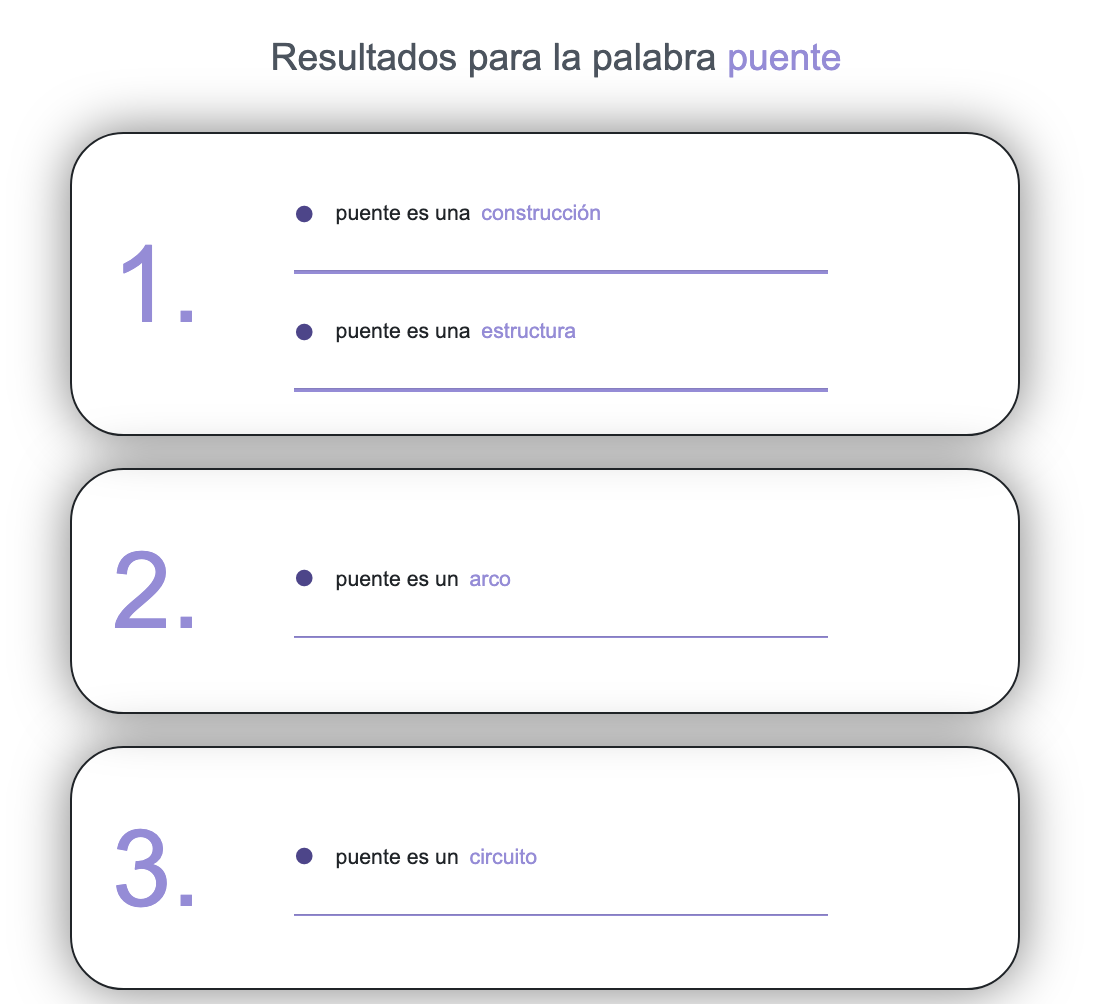 Resultados para la palabra puente
1.
puente es una construcción
puente es una estructura
2.
puente es un arco
3.
puente es un circuito